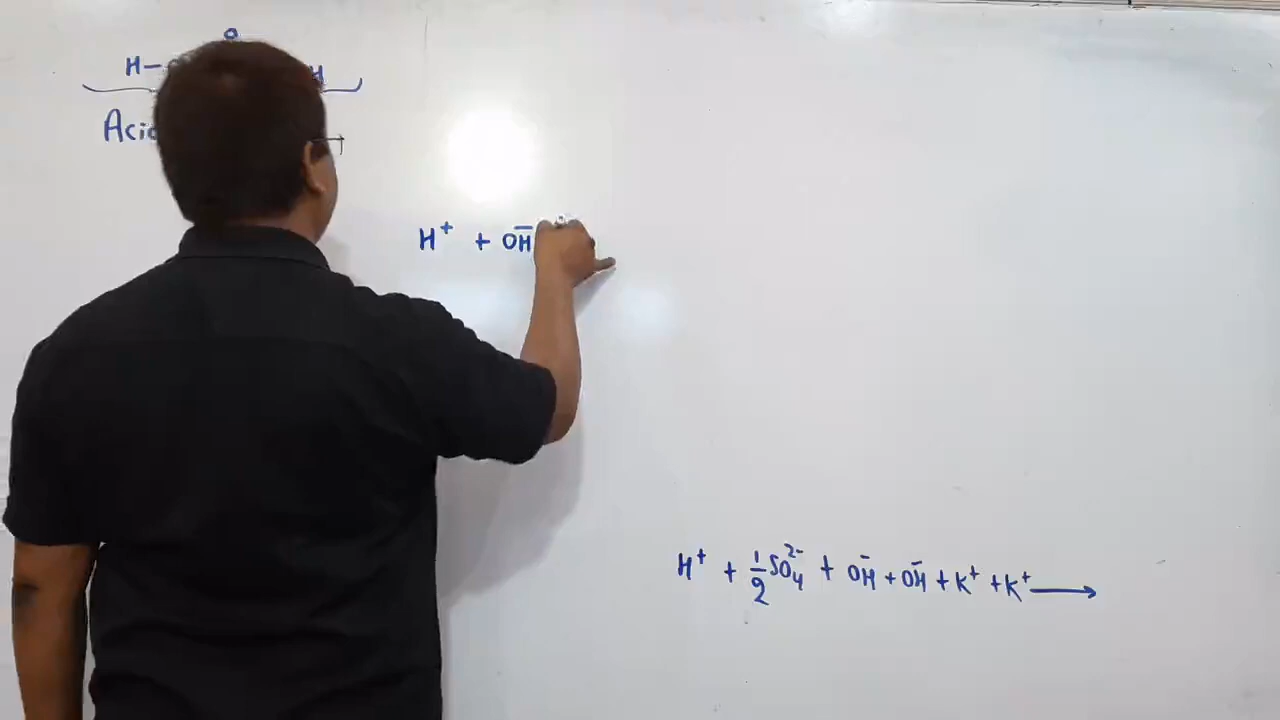 H–
H
Acid
H⁺ + OH⁻
H⁺ + ½SO₄²⁻ + OH⁻ + OH⁻ + K⁺ + K⁺ ⟶